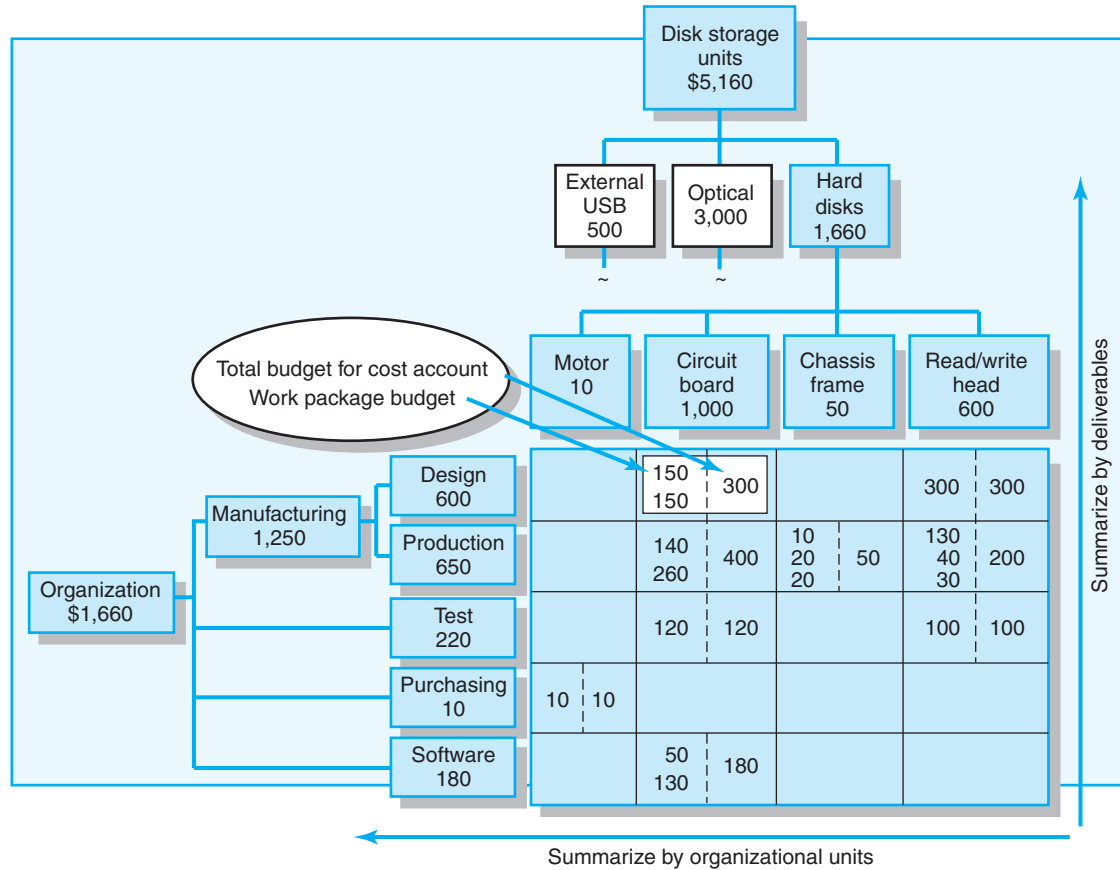 Disk storage
units
$5,160
External
USB
500
Optical
3,000
Hard
disks
1,660
~
~
Total budget for cost account
Work package budget
Motor
10
Circuit
board
1,000
Chassis
frame
50
Read/write
head
600
Organization
$1,660
Manufacturing
1,250
Design
600
150
150
300
300
300
Production
650
140
260
400
10
20
20
50
130
40
30
200
Test
220
120
120
100
100
Purchasing
10
10
10
Software
180
50
130
180
Summarize by deliverables
Summarize by organizational units